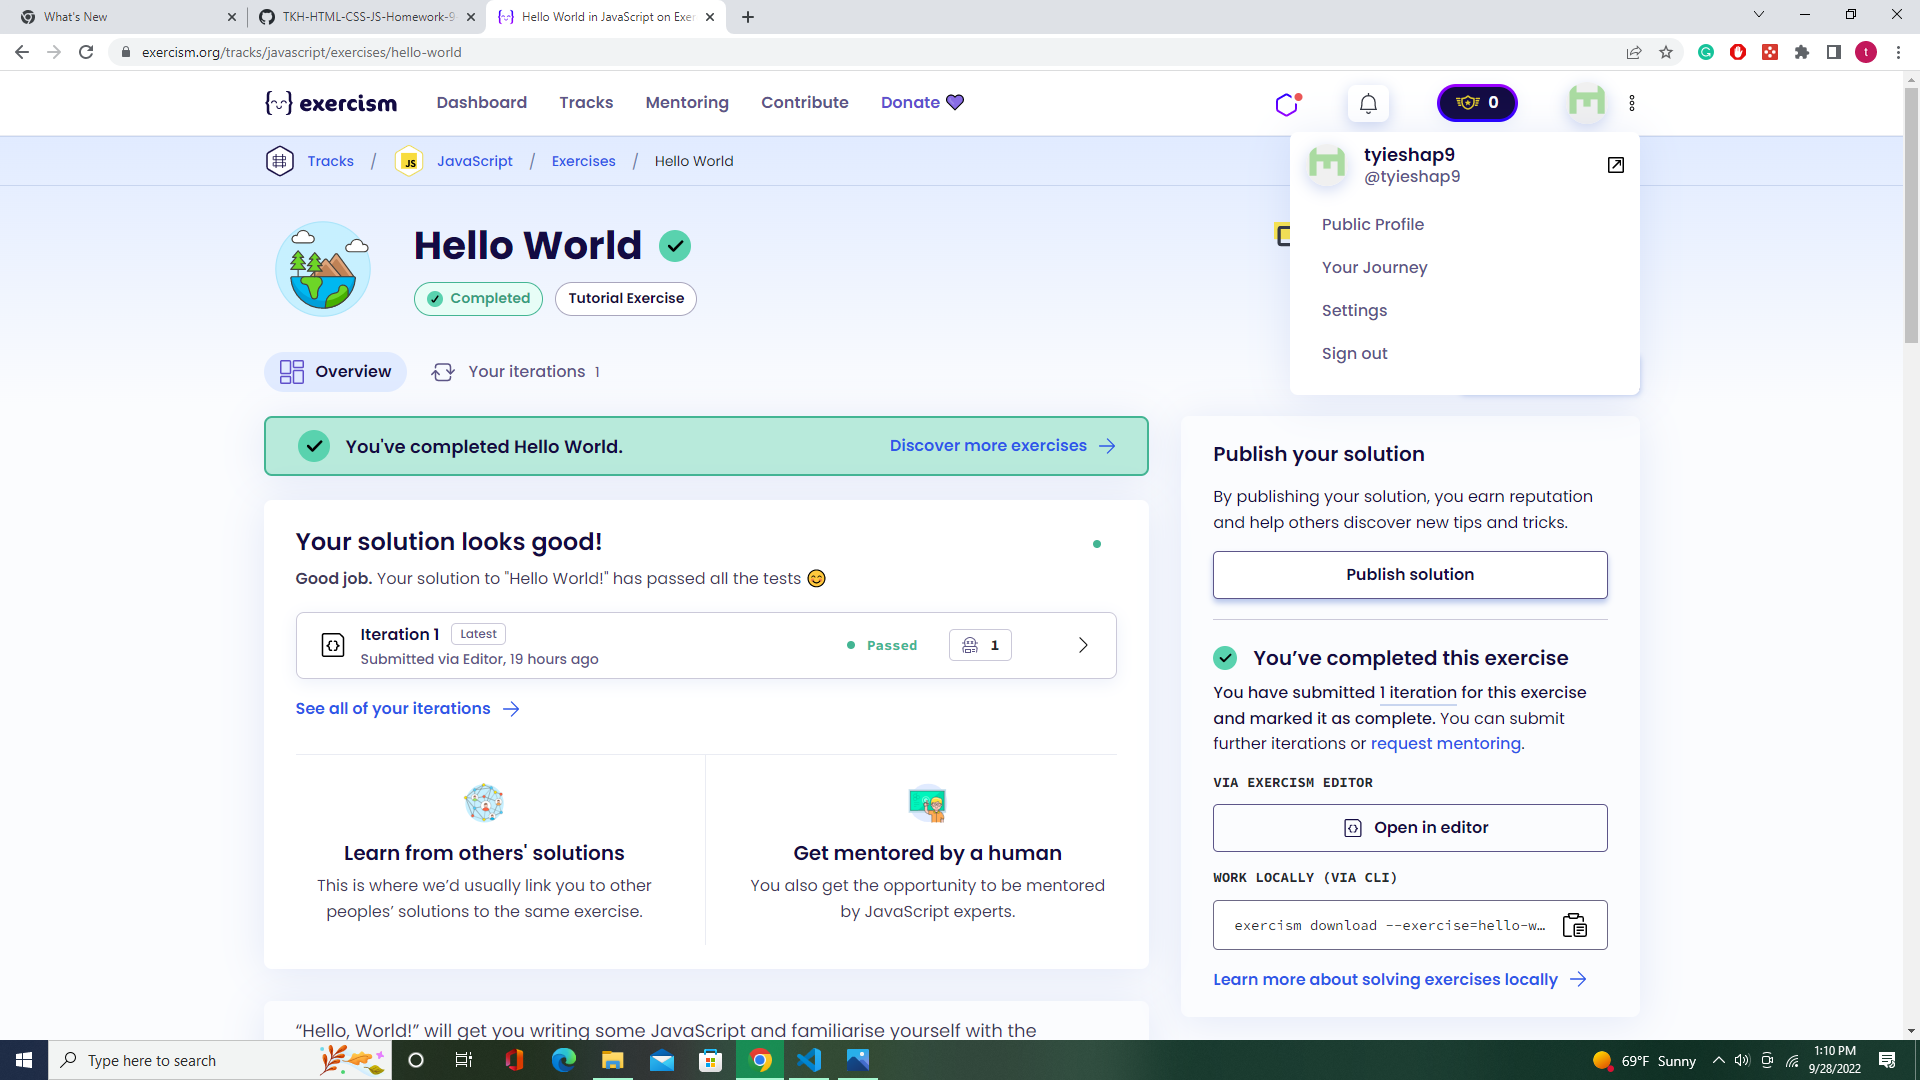 What's New
TKH-HTML-CSS-JS-Homework-9
Hello World in JavaScript on Exer
exercism.org/tracks/javascript/exercises/hello-world
t
exercism
Dashboard
Tracks
Mentoring
Contribute
Donate
0
Tracks / JS JavaScript / Exercises / Hello World
tyieshap9
@tyieshap9
Public Profile
Your Journey
Settings
Sign out
Hello World
Completed
Tutorial Exercise
Overview
Your iterations 1
You've completed Hello World.
Discover more exercises
Your solution looks good!
Good job. Your solution to "Hello World!" has passed all the tests 😊
Iteration 1 Latest
Submitted via Editor, 19 hours ago
Passed
1
See all of your iterations
Learn from others' solutions
This is where we’d usually link you to other
peoples’ solutions to the same exercise.
Get mentored by a human
You also get the opportunity to be mentored
by JavaScript experts.
“Hello, World!” will get you writing some JavaScript and familiarise yourself with the
Publish your solution
By publishing your solution, you earn reputation
and help others discover new tips and tricks.
Publish solution
You’ve completed this exercise
You have submitted 1 iteration for this exercise
and marked it as complete. You can submit
further iterations or request mentoring.
VIA EXERCISM EDITOR
Open in editor
WORK LOCALLY (VIA CLI)
exercism download --exercise=hello-w…
Learn more about solving exercises locally
Type here to search
69°F Sunny
1:10 PM
9/28/2022